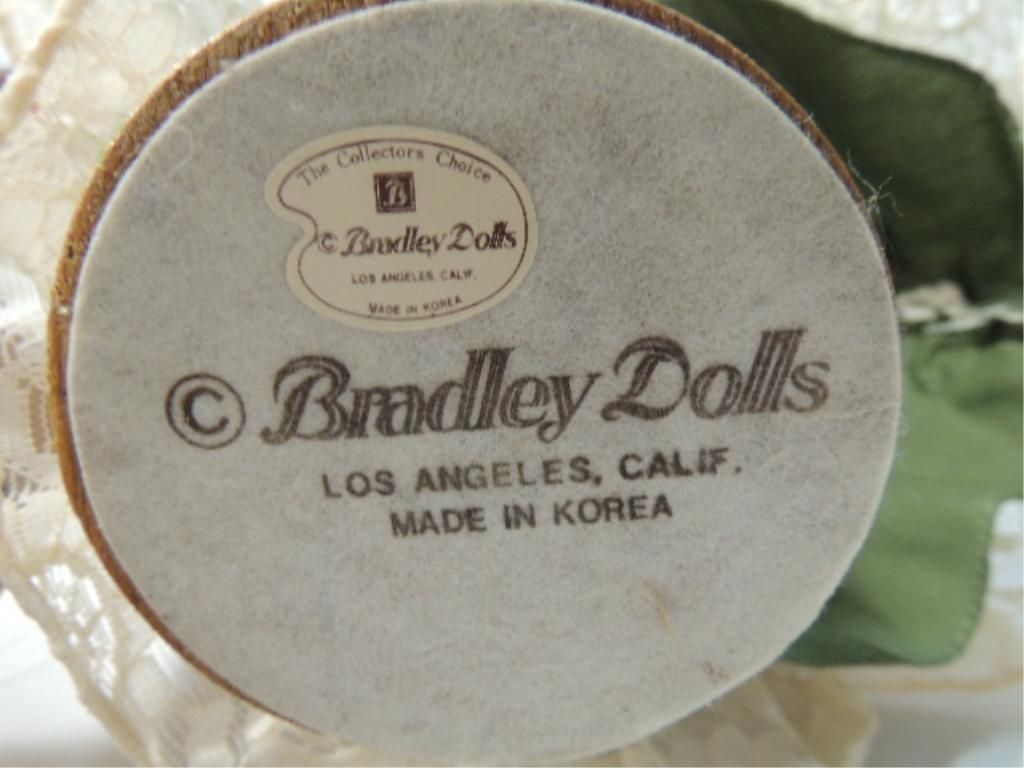 The Collectors Choice
B
© Bradley Dolls
LOS ANGELES, CALIF.
MADE IN KOREA
© Bradley Dolls
LOS ANGELES, CALIF.
MADE IN KOREA